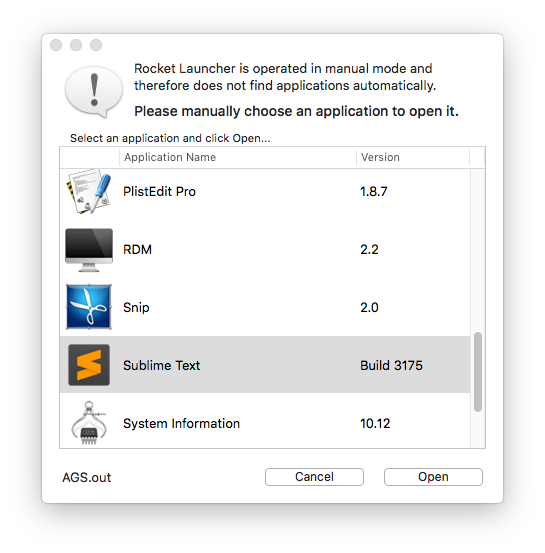 Rocket Launcher is operated in manual mode and
therefore does not find applications automatically.
Please manually choose an application to open it.
Select an application and click Open...
Application Name Version
PlistEdit Pro 1.8.7
RDM 2.2
Snip 2.0
Sublime Text Build 3175
System Information 10.12
AGS.out Cancel Open